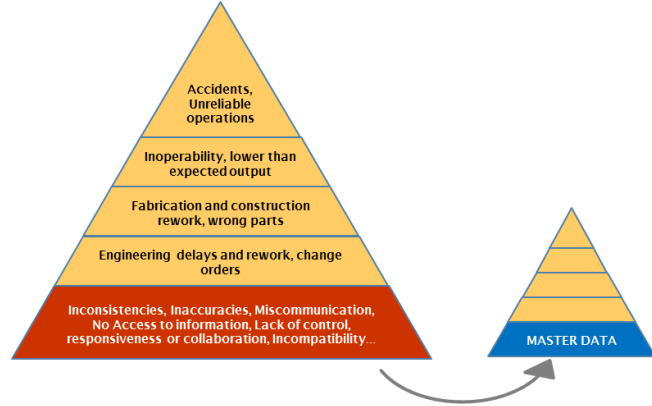 Accidents,
Unreliable
operations
Inoperability, lower than
expected output
Fabrication and construction
rework, wrong parts
Engineering delays and rework, change
orders
Inconsistencies, Inaccuracies, Miscommunication,
No Access to information, Lack of control,
responsiveness or collaboration, Incompatibility...
MASTER DATA